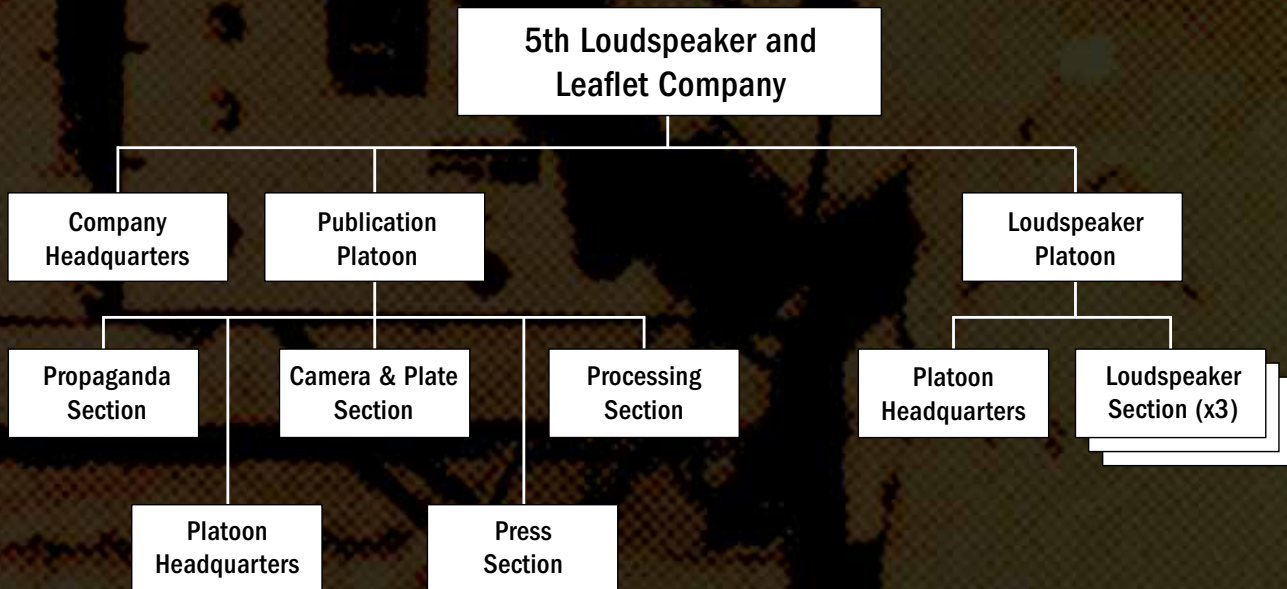 5th Loudspeaker and
Leaflet Company
Company
Headquarters
Publication
Platoon
Loudspeaker
Platoon
Propaganda
Section
Camera & Plate
Section
Processing
Section
Platoon
Headquarters
Loudspeaker
Section (x3)
Platoon
Headquarters
Press
Section